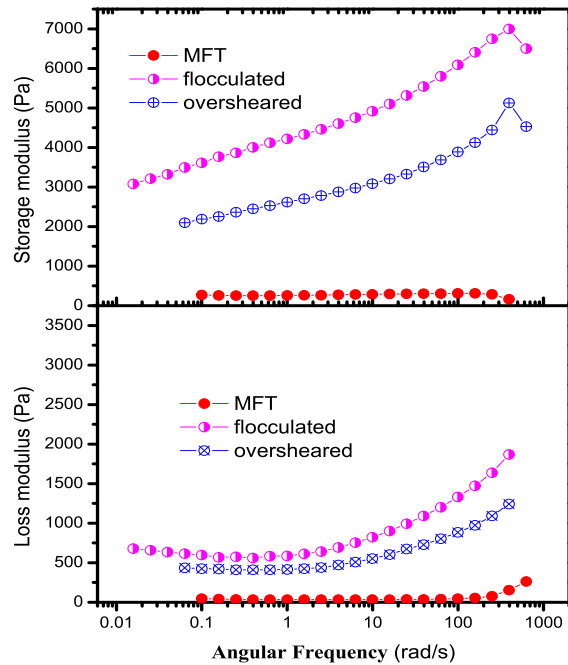 Storage modulus (Pa)
7000
6000
5000
4000
3000
2000
1000
0
MFT
flocculated
oversheared
Loss modulus (Pa)
3500
3000
2500
2000
1500
1000
500
0
MFT
flocculated
oversheared
0.01 0.1 1 10 100 1000
Angular Frequency (rad/s)